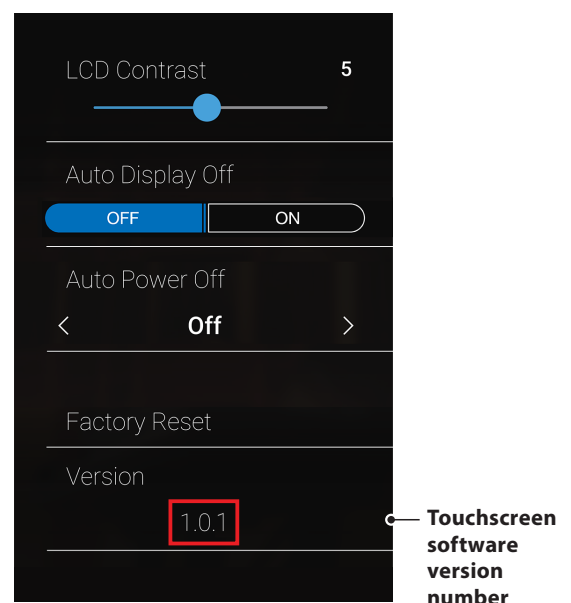 LCD Contrast 5
Auto Display Off
OFF ON
Auto Power Off
< Off >
Factory Reset
Version
1.0.1
Touchscreen
software
version
number